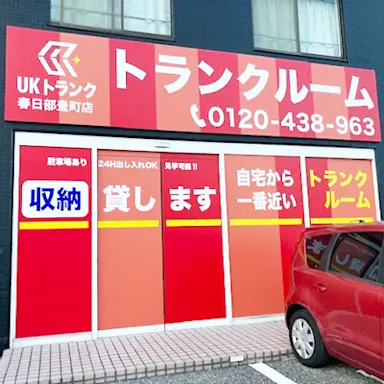 UKトランク
春日部豊町店
トランクルーム
0120-438-963
駐車場あり
24H出し入れOK
見学可能!!
収納
貸し
ます
自宅から
一番近い
トランク
ルーム